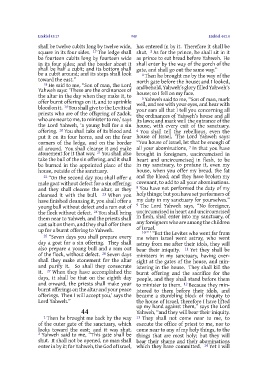 Ezekiel 43:17
848
Ezekiel 44:13
shall be twelve cubits long by twelve wide,
square in its four sides. 17 The ledge shall
be fourteen cubits long by fourteen wide
in its four sides; and the border about it
shall be half a cubit; and its bottom shall
be a cubit around; and its steps shall look
toward the east."
18 He said to me, "Son of man, the Lord
Yahweh says: 'These are the ordinances of
the altar in the day when they make it, to
offer burnt offerings on it, and to sprinkle
blood on it. 19 You shall give to the Levitical
priests who are of the offspring of Zadok,
who are near to me, to minister to me,' says
the Lord Yahweh, 'a young bull for a sin
offering. 20 You shall take of its blood and
put it on its four horns, and on the four
corners of the ledge, and on the border
all around. You shall cleanse it and make
atonement for it that way. 21 You shall also
take the bull of the sin offering, and it shall
be burned in the appointed place of the
house, outside of the sanctuary.
22 "On the second day you shall offer a
male goat without defect for a sin offering;
and they shall cleanse the altar, as they
cleansed it with the bull. 23 When you
have finished cleansing it, you shall offer a
young bull without defect and a ram out of
the flock without defect. 24 You shall bring
them near to Yahweh, and the priests shall
cast salt on them, and they shall offer them
up for a burnt offering to Yahweh.
25 "Seven days you shall prepare every
day a goat for a sin offering. They shall
also prepare a young bull and a ram out
of the flock, without defect. 26 Seven days
shall they make atonement for the altar
and purify it. So shall they consecrate
it. 27 When they have accomplished the
days, it shall be that on the eighth day
and onward, the priests shall make your
burnt offerings on the altar and your peace
offerings. Then I will accept you,' says the
Lord Yahweh."
44
1 Then he brought me back by the way
of the outer gate of the sanctuary, which
looks toward the east; and it was shut.
2 Yahweh said to me, "This gate shall be
shut. It shall not be opened, no man shall
enter in by it; for Yahweh, the God of Israel,
has entered in by it. Therefore it shall be
shut. 3 As for the prince, he shall sit in it
as prince to eat bread before Yahweh. He
shall enter by the way of the porch of the
gate, and shall go out the same way."
4 Then he brought me by the way of the
north gate before the house; and I looked,
and behold, Yahweh's glory filled Yahweh's
house; so I fell on my face.
5 Yahweh said to me, "Son of man, mark
well, and see with your eyes, and hear with
your ears all that I tell you concerning all
the ordinances of Yahweh's house and all
its laws; and mark well the entrance of the
house, with every exit of the sanctuary.
6 You shall tell the rebellious, even the
house of Israel, 'The Lord Yahweh says:
"You house of Israel, let that be enough of
all your abominations, 7 in that you have
brought in foreigners, uncircumcised in
heart and uncircumcised in flesh, to be
in my sanctuary, to profane it, even my
house, when you offer my bread, the fat
and the blood, and they have broken my
covenant, to add to all your abominations.
8 You have not performed the duty of my
holy things; but you have set performers of
my duty in my sanctuary for yourselves."
9 The Lord Yahweh says, "No foreigner,
uncircumcised in heart and uncircumcised
in flesh, shall enter into my sanctuary, of
any foreigners who are among the children
of Israel.
10 "'"But the Levites who went far from
me when Israel went astray, who went
astray from me after their idols, they will
bear their iniquity. 11 Yet they shall be
ministers in my sanctuary, having over-
sight at the gates of the house, and min-
istering in the house. They shall kill the
burnt offering and the sacrifice for the
people, and they shall stand before them
to minister to them. 12 Because they min-
istered to them before their idols, and
became a stumbling block of iniquity to
the house of Israel, therefore I have lifted
up my hand against them," says the Lord
Yahweh, "and they will bear their iniquity.
13 They shall not come near to me, to
execute the office of priest to me, nor to
come near to any of my holy things, to the
things that are most holy; but they will
bear their shame and their abominations
which they have committed. 14 Yet I will